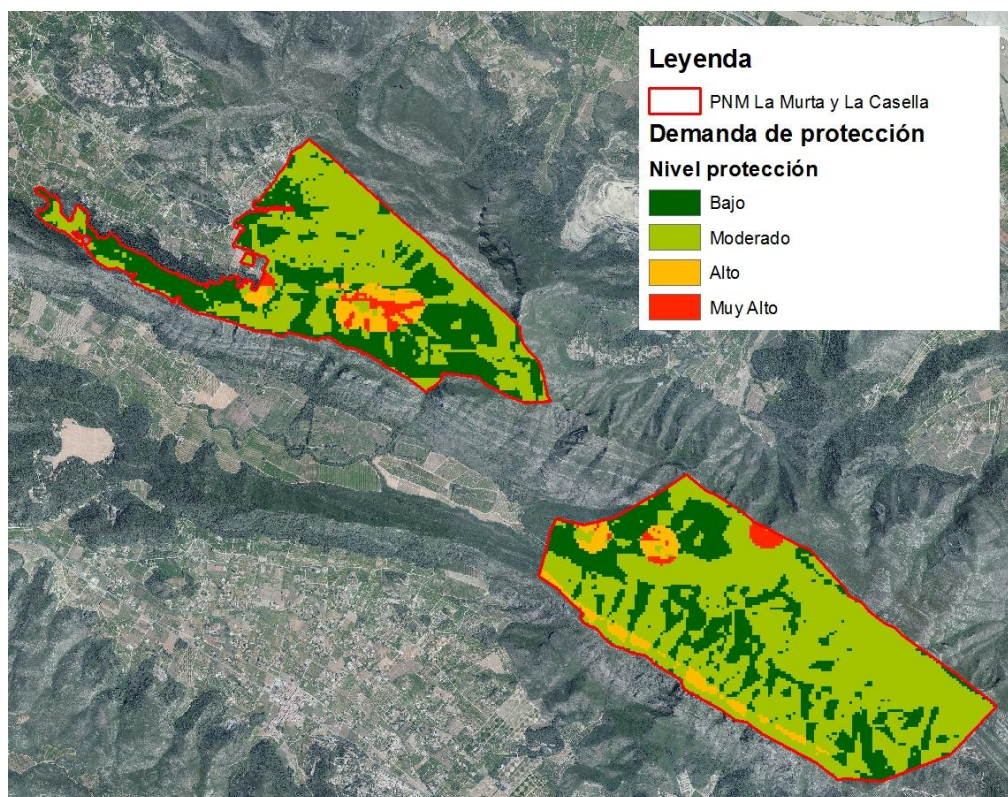 Leyenda
PNM La Murta y La Casella
Demanda de protección
Nivel protección
Bajo
Moderado
Alto
Muy Alto